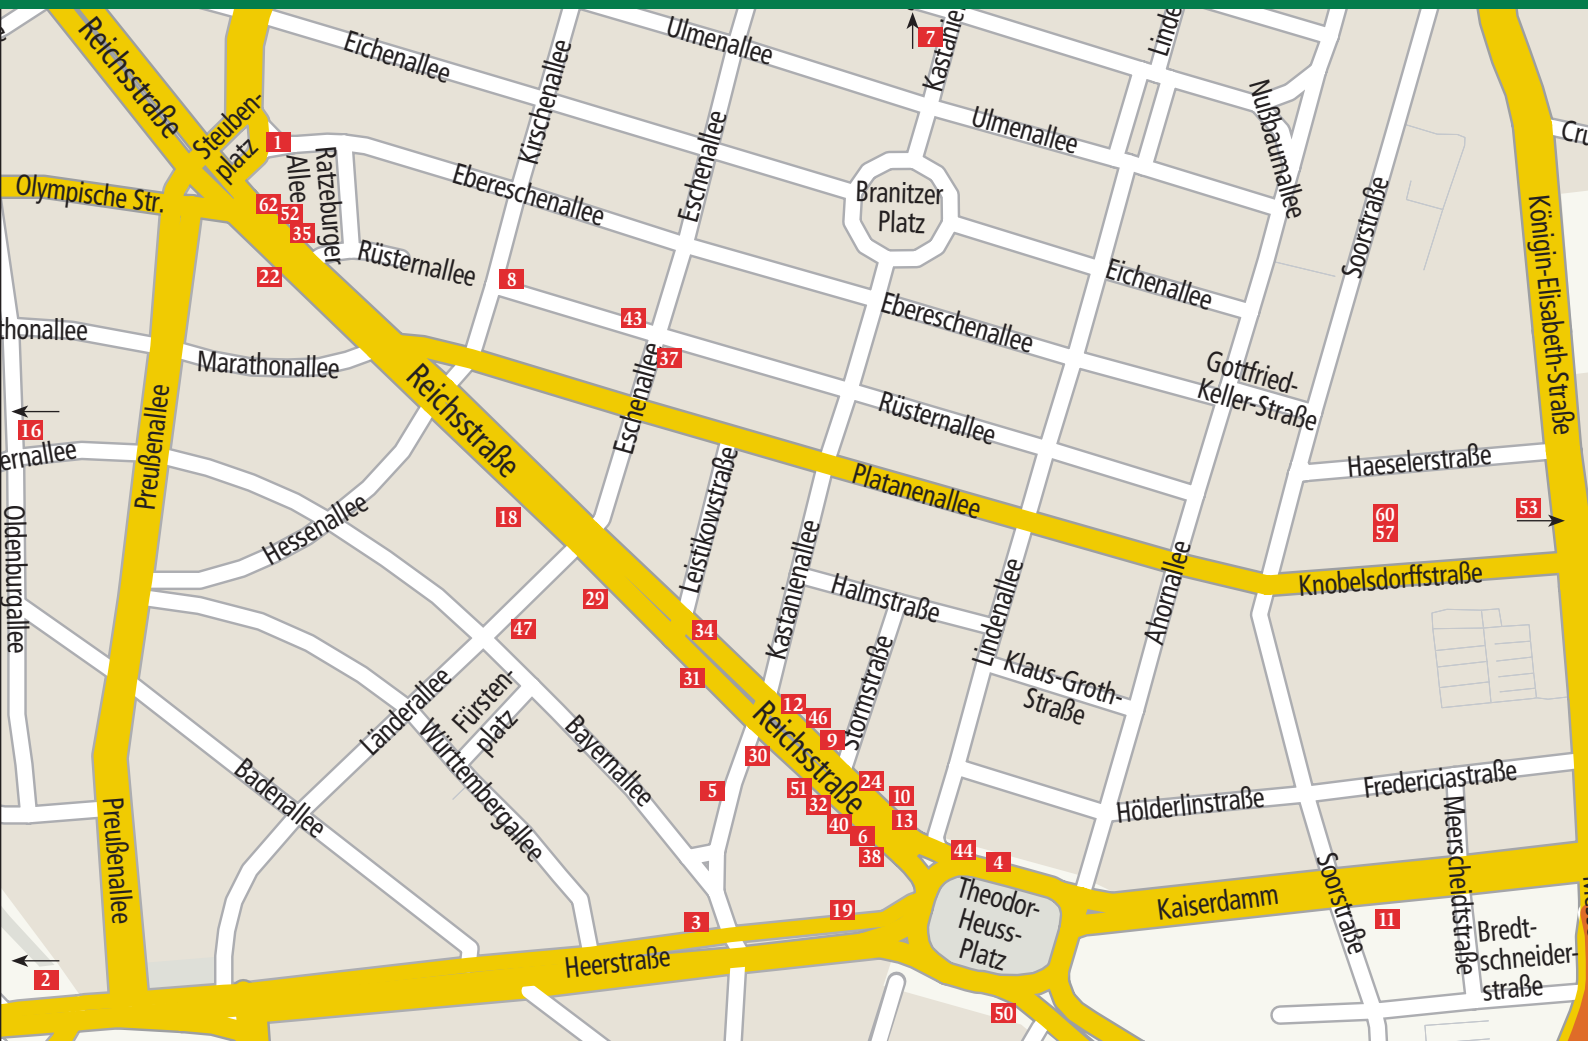 Reichsstraße
Eichenallee
Kirschenallee
Ulmenallee
7
Kastanie
Linde
Steuben-
platz
1
Ratzeburger
Allee
Olympische Str.
62
52
35
22
Ebereschenallee
Eschenallee
Rüsternallee
8
43
37
Branitzer
Platz
Ulmenallee
Nußbaumallee
Soorstraße
Königin-Elisabeth-Straße
Cru
Eichenallee
Ebereschenallee
Gottfried-
Keller-Straße
Rüsternallee
thonallee
Marathonallee
16
ernallee
Preußenallee
Reichsstraße
Eschenallee
Platanenallee
Haeselerstraße
60
57
53
Knobelsdorffstraße
Oldenburgallee
Hessenallee
18
29
47
Leistikowstraße
34
31
Kastanienallee
Halmstraße
Stormstraße
Lindenallee
Ahornallee
Klaus-Groth-
Straße
Länderallee
Fürsten-
platz
Württembergallee
Bayernallee
Badenallee
Preußenallee
Reichsstraße
12
46
9
30
5
51
32
40
6
38
24
10
13
44
4
Hölderlinstraße
Fredericiastraße
Meerscheidtstraße
Soorstraße
Kaiserdamm
11
Bredt-
schneider-
straße
Theodor-
Heuss-
Platz
19
3
Heerstraße
2
50